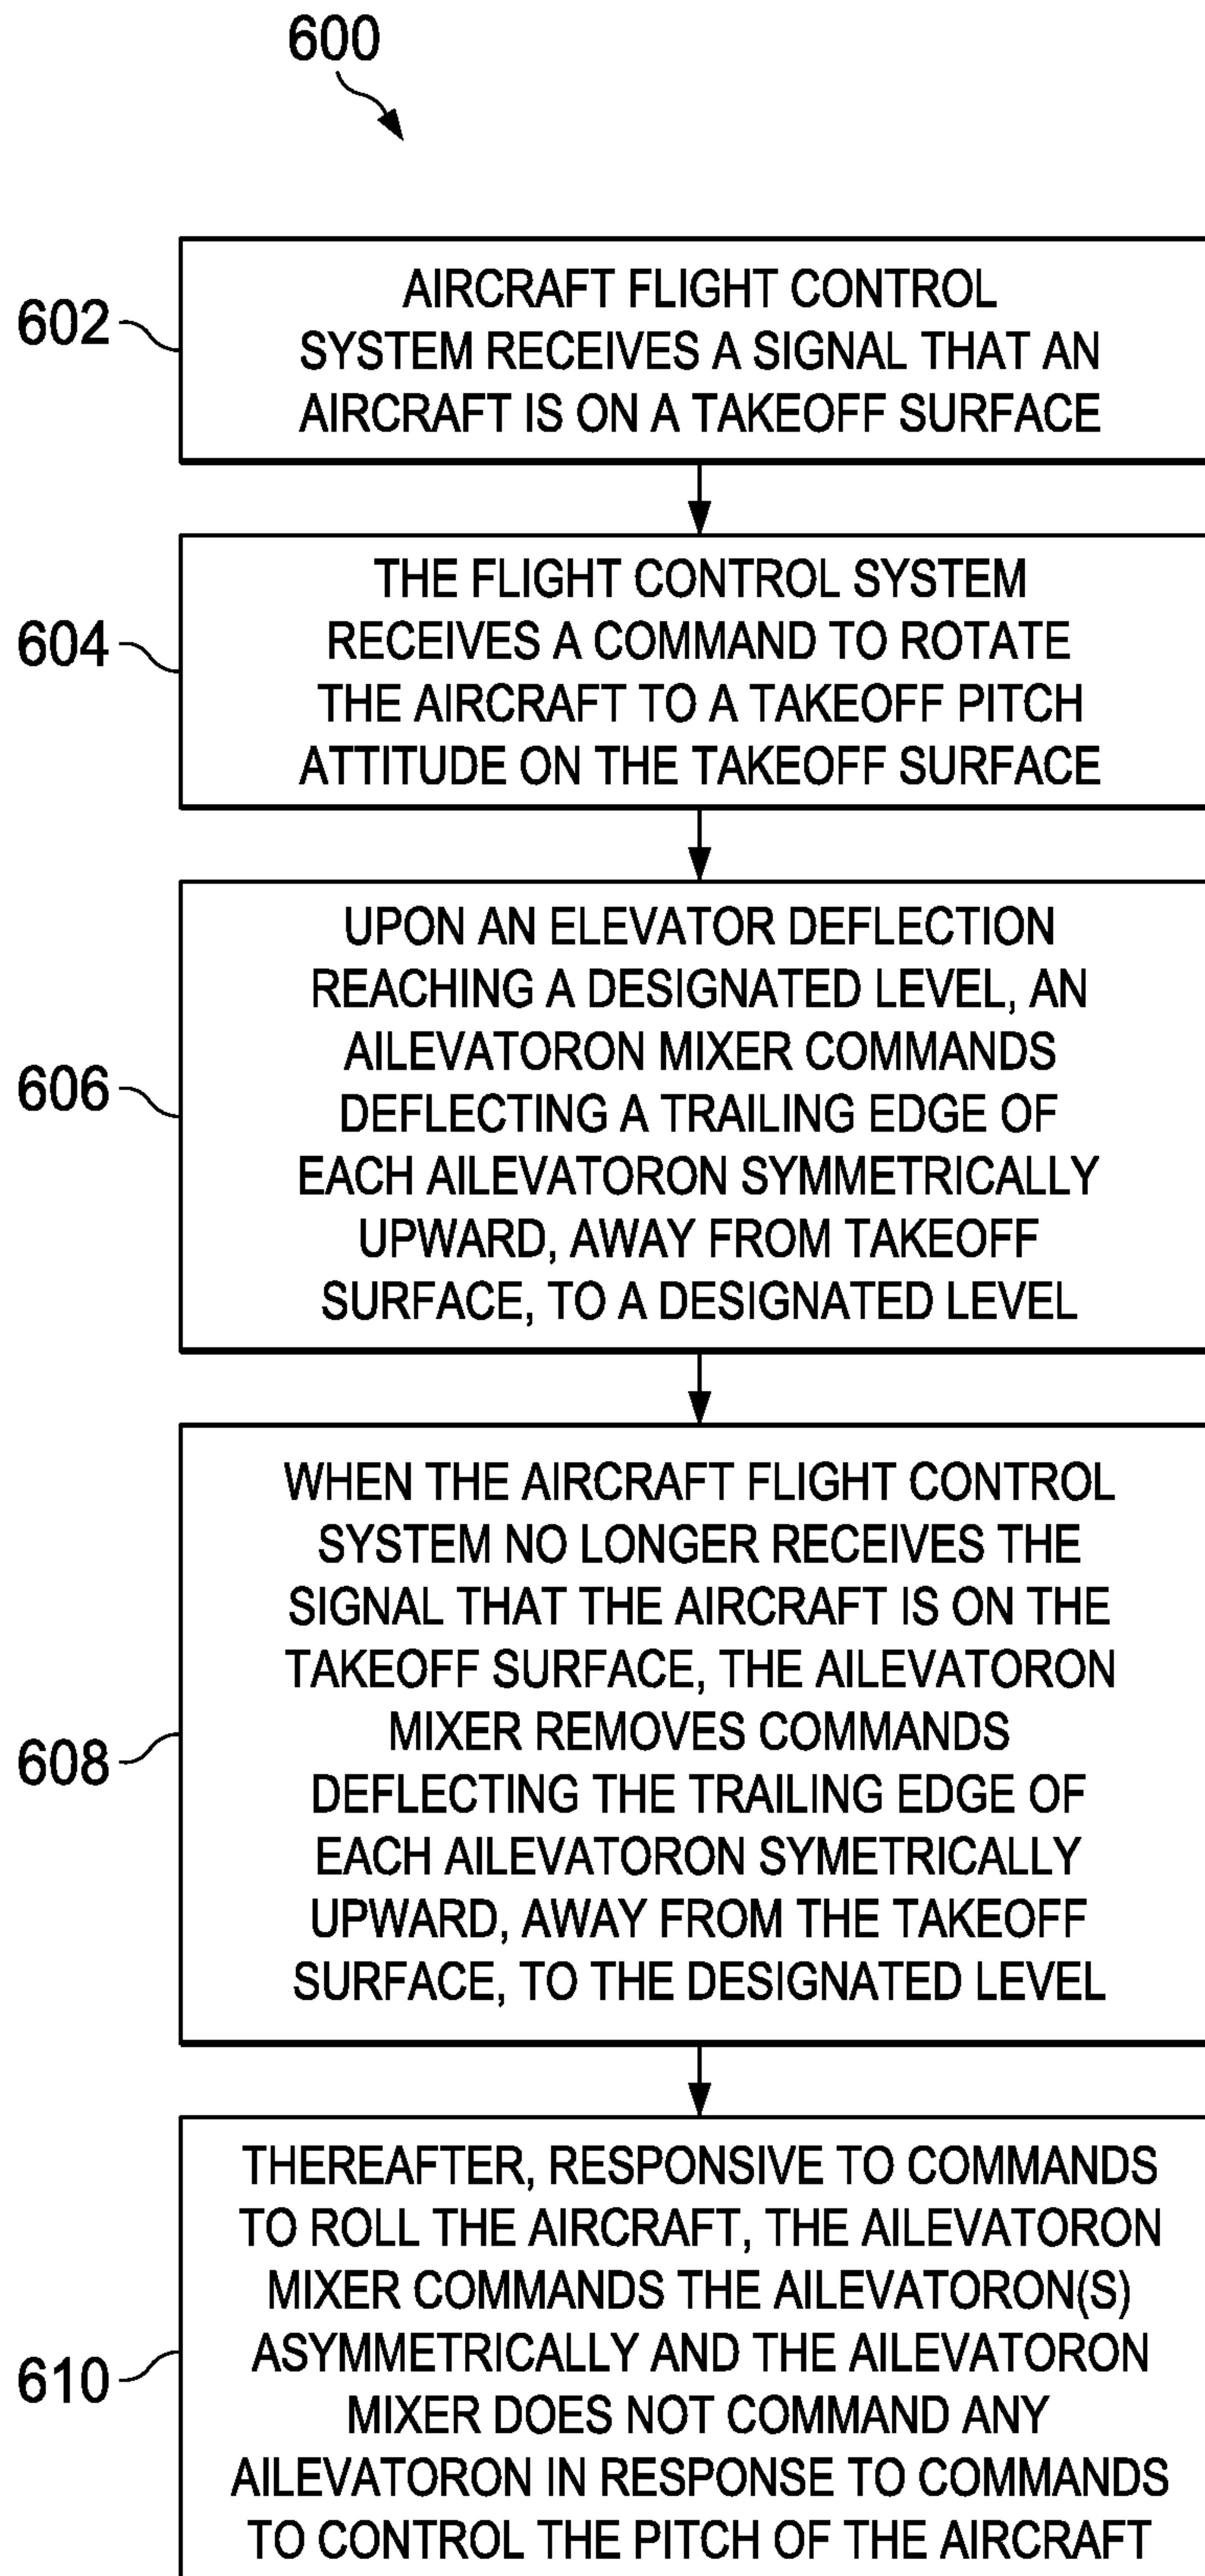 600
602
AIRCRAFT FLIGHT CONTROL
SYSTEM RECEIVES A SIGNAL THAT AN
AIRCRAFT IS ON A TAKEOFF SURFACE
604
THE FLIGHT CONTROL SYSTEM
RECEIVES A COMMAND TO ROTATE
THE AIRCRAFT TO A TAKEOFF PITCH
ATTITUDE ON THE TAKEOFF SURFACE
606
UPON AN ELEVATOR DEFLECTION
REACHING A DESIGNATED LEVEL, AN
AILEVATORON MIXER COMMANDS
DEFLECTING A TRAILING EDGE OF
EACH AILEVATORON SYMMETRICALLY
UPWARD, AWAY FROM TAKEOFF
SURFACE, TO A DESIGNATED LEVEL
608
WHEN THE AIRCRAFT FLIGHT CONTROL
SYSTEM NO LONGER RECEIVES THE
SIGNAL THAT THE AIRCRAFT IS ON THE
TAKEOFF SURFACE, THE AILEVATORON
MIXER REMOVES COMMANDS
DEFLECTING THE TRAILING EDGE OF
EACH AILEVATORON SYMETRICALLY
UPWARD, AWAY FROM THE TAKEOFF
SURFACE, TO THE DESIGNATED LEVEL
610
THEREAFTER, RESPONSIVE TO COMMANDS
TO ROLL THE AIRCRAFT, THE AILEVATORON
MIXER COMMANDS THE AILEVATORON(S)
ASYMMETRICALLY AND THE AILEVATORON
MIXER DOES NOT COMMAND ANY
AILEVATORON IN RESPONSE TO COMMANDS
TO CONTROL THE PITCH OF THE AIRCRAFT